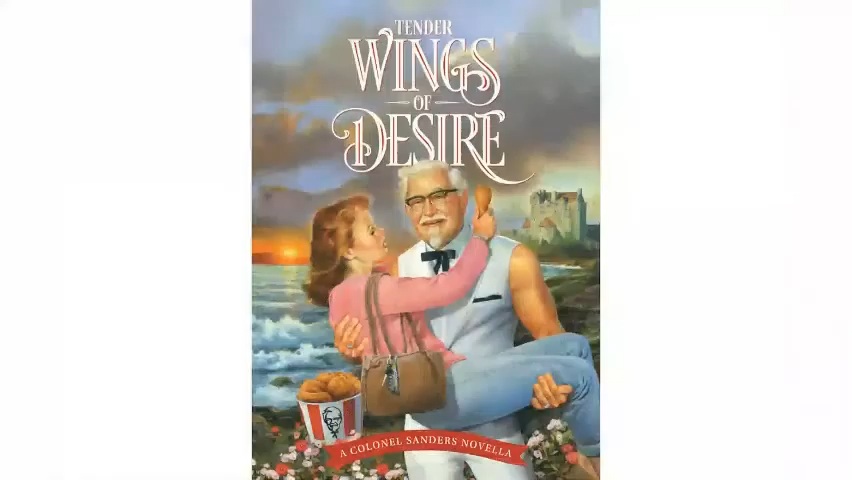 TENDER
WINGS
OF
DESIRE
A COLONEL SANDERS NOVELLA